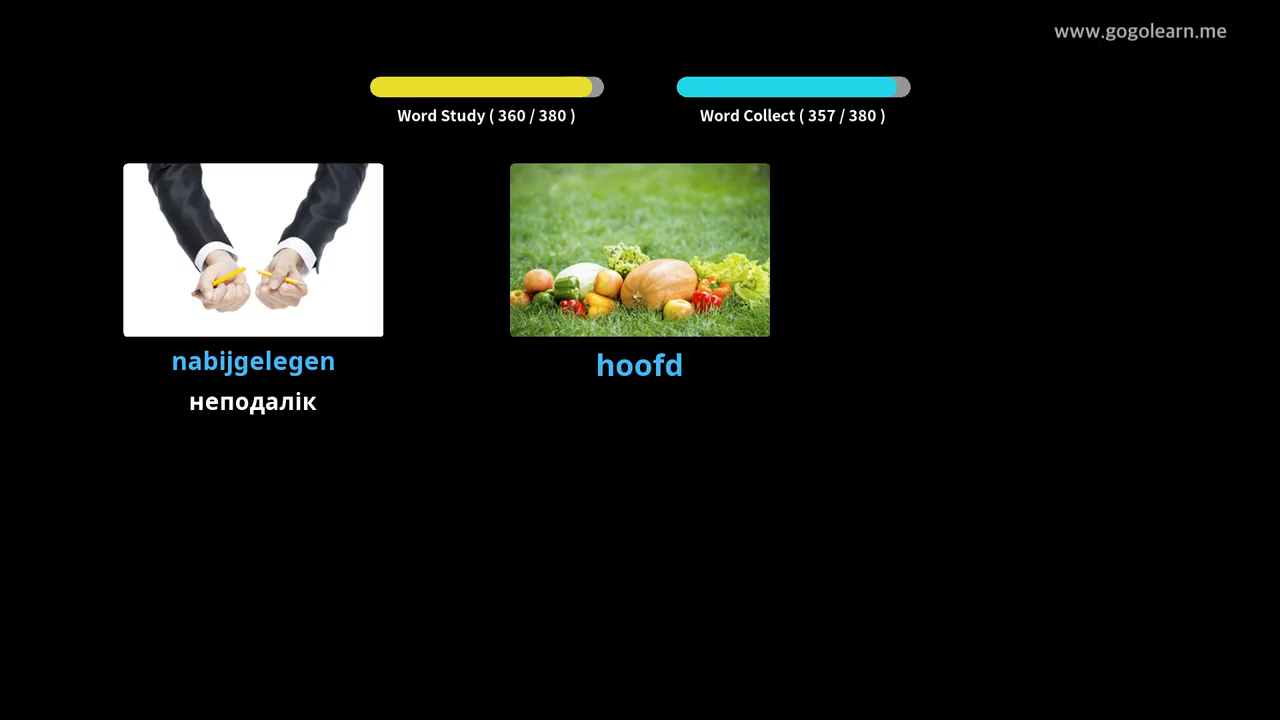 www.gogolearn.me
Word Study ( 360 / 380 )
Word Collect ( 357 / 380 )
nabijgelegen
неподалік
hoofd